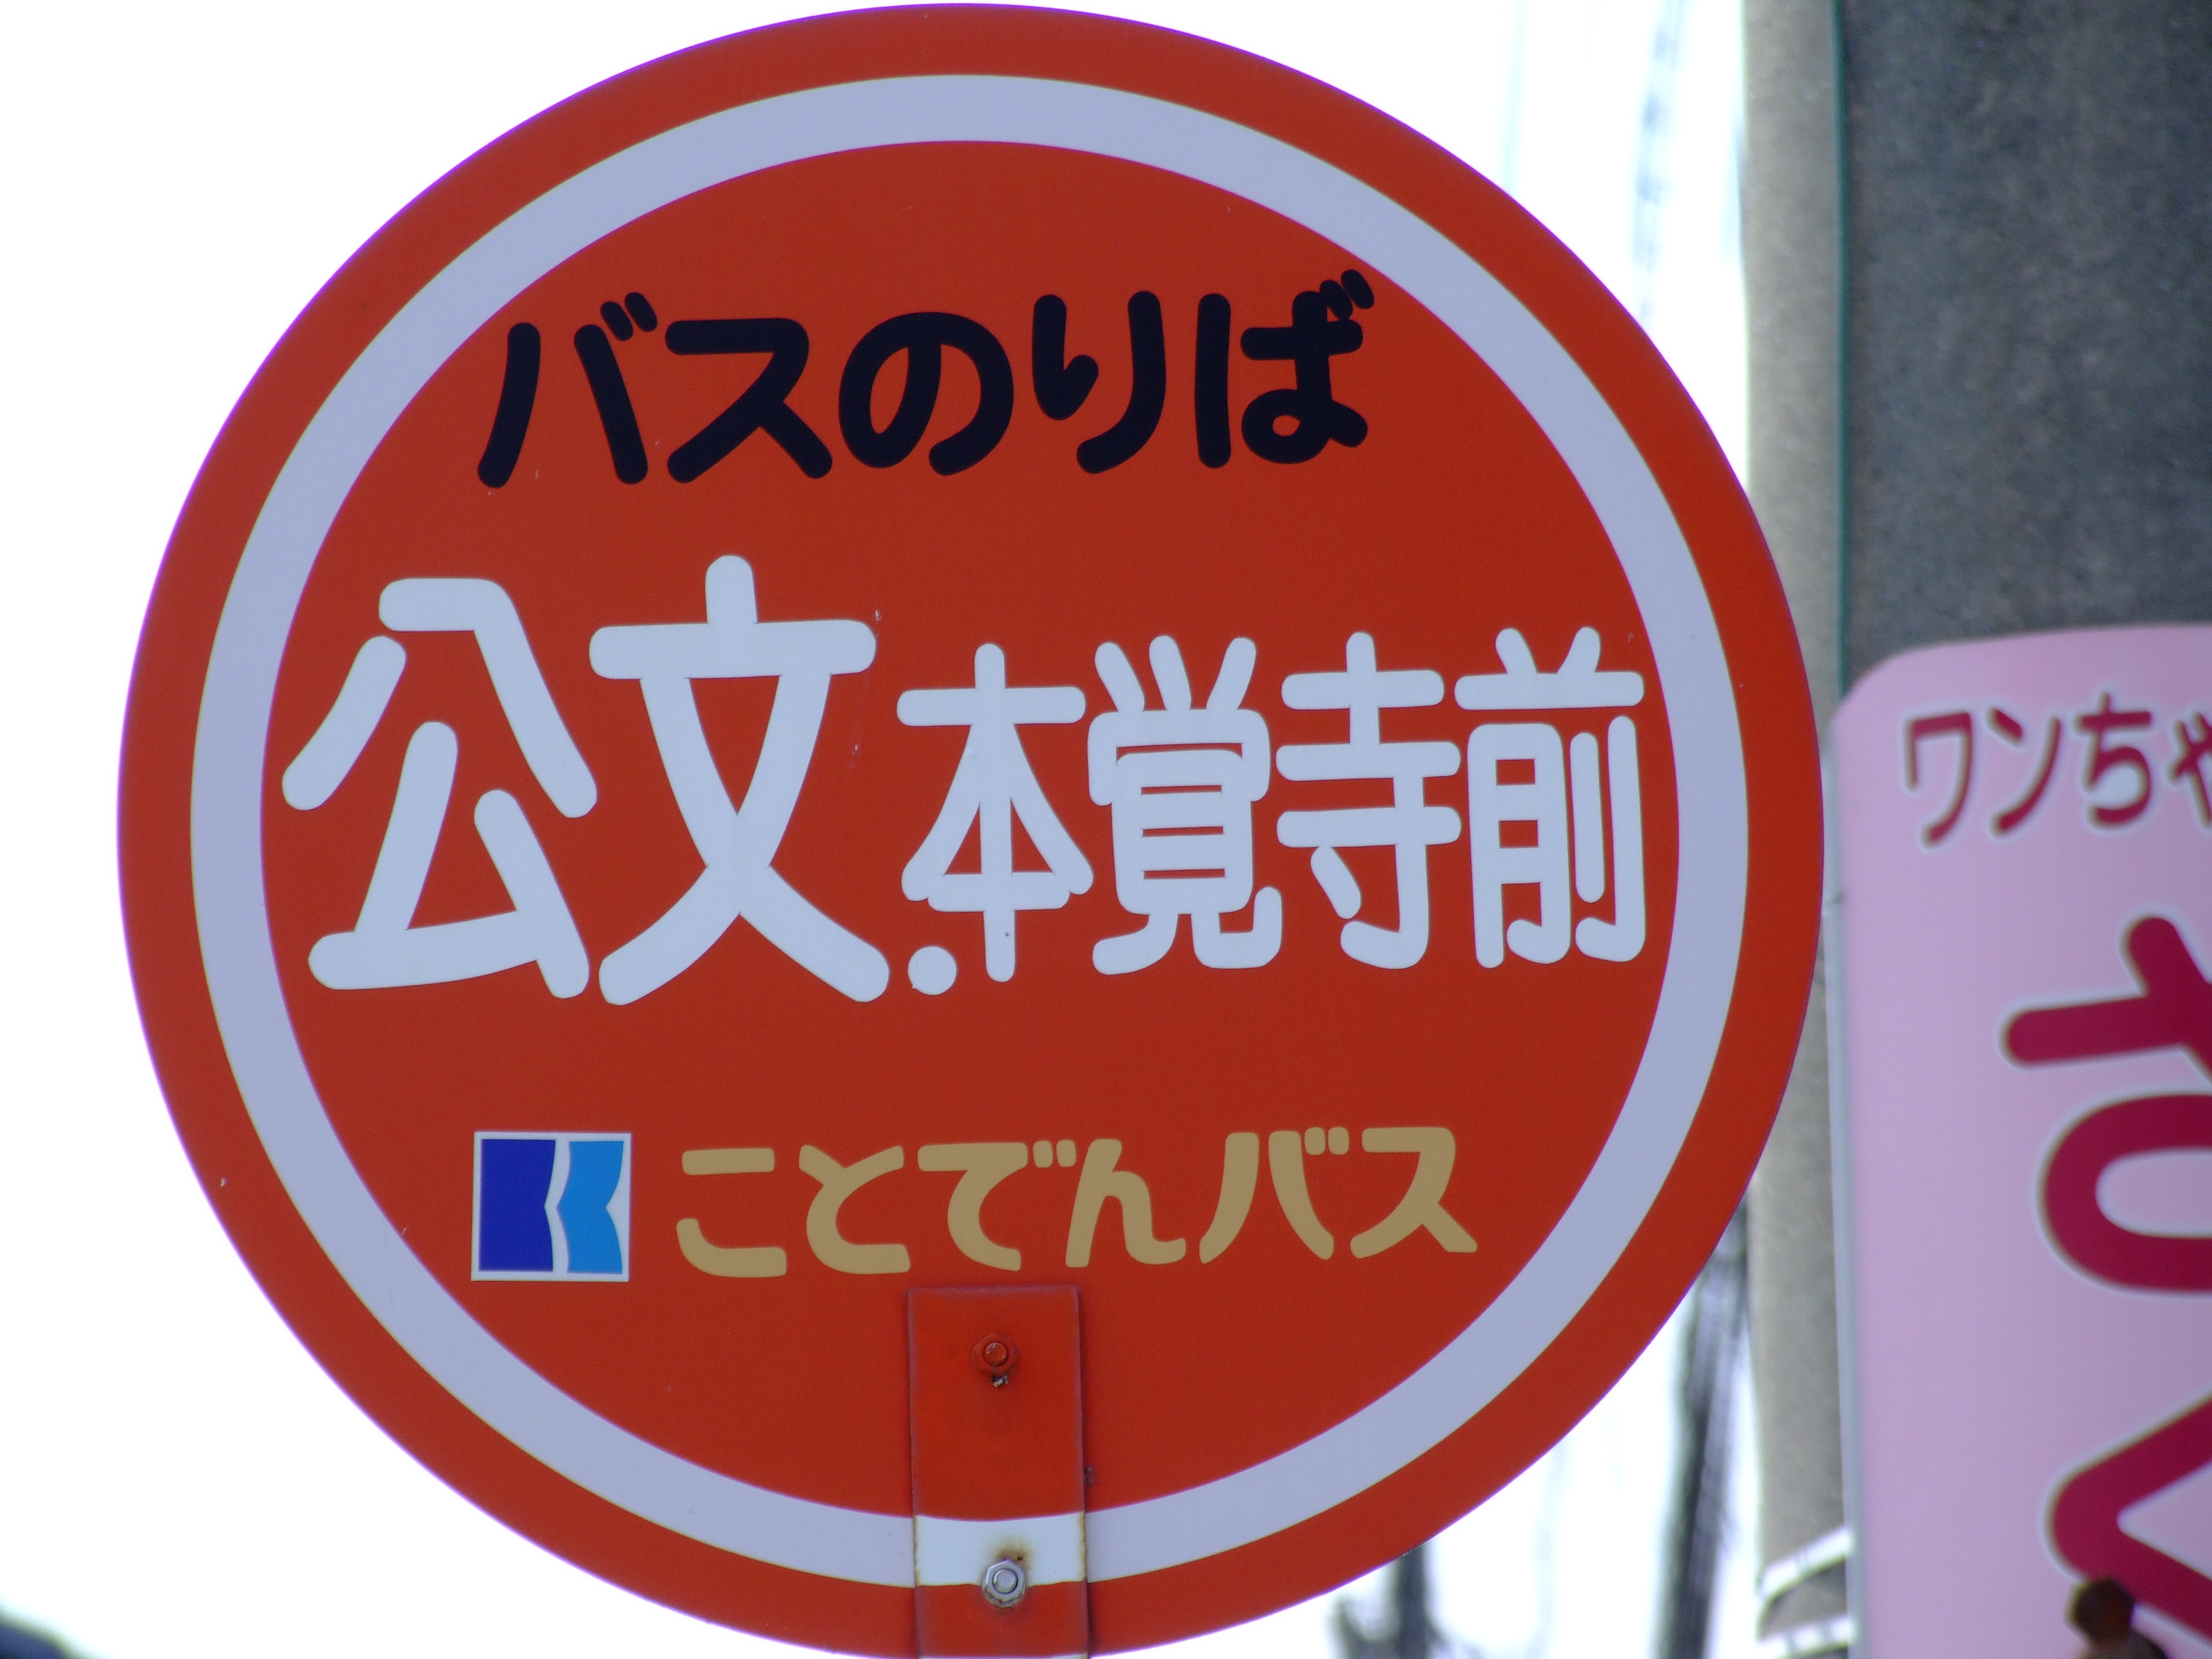 バスのりば
公文.本覚寺前
ことでんバス
ワンちゃ